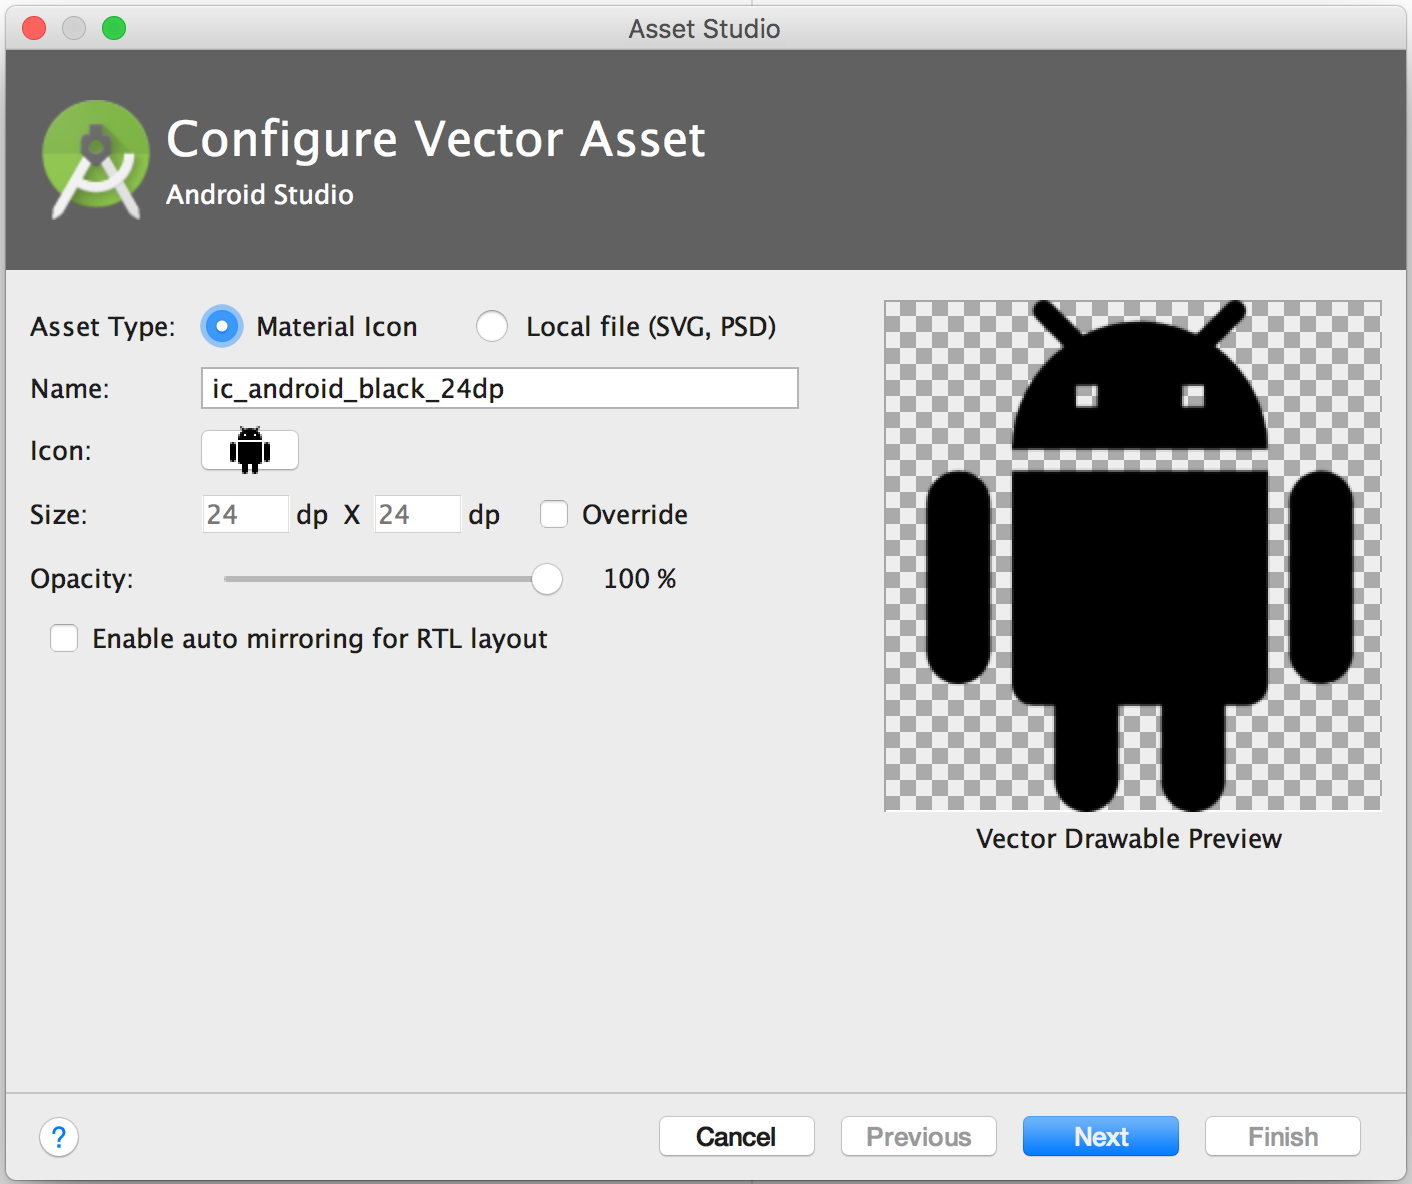 Asset Studio
Configure Vector Asset
Android Studio
Asset Type: Material Icon Local file (SVG, PSD)
Name: ic_android_black_24dp
Icon:
Size: 24 dp X 24 dp Override
Opacity: 100 %
Enable auto mirroring for RTL layout
Vector Drawable Preview
? Cancel Previous Next Finish